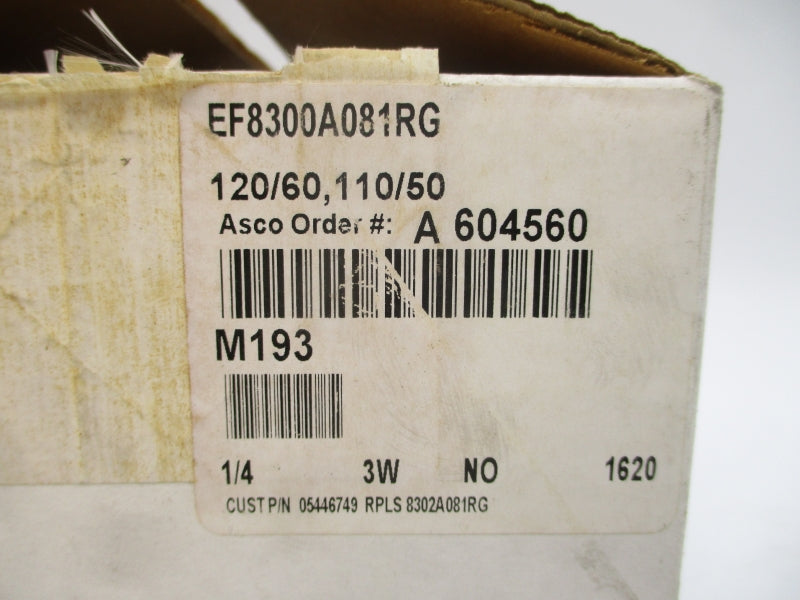 EF8300A081RG
120/60,110/50
Asco Order #: A 604560
M193
1/4 3W NO 1620
CUST P/N 05446749 RPLS 8302A081RG